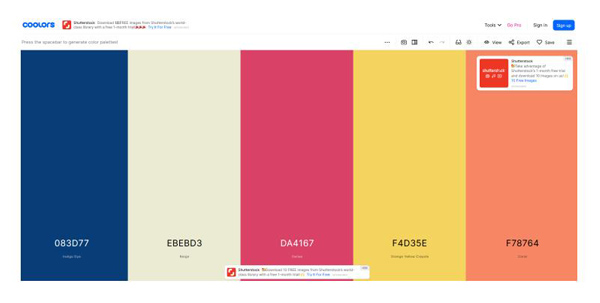 coolors
Shutterstock Download
images from Shutterstock's world-
class library with a free 1-month trial
Try It For Free
Tools
Go Pro
Sign in
Sign up
Press the spacebar to generate color palettes!
View
Export
Save
Shutterstock
Take advantage of
Shutterstock's 1-month free trial
and download 10 images on us!
10 Free Images
shutterstock
083D77
EBEBD3
DA4167
F4D35E
F78764
Indigo Dye
Beige
Cerise
Orange Yellow Crayola
Coral
Shutterstock Download 10 FREE images from Shutterstock's world-
class library with a free 1-month trial Try It For Free